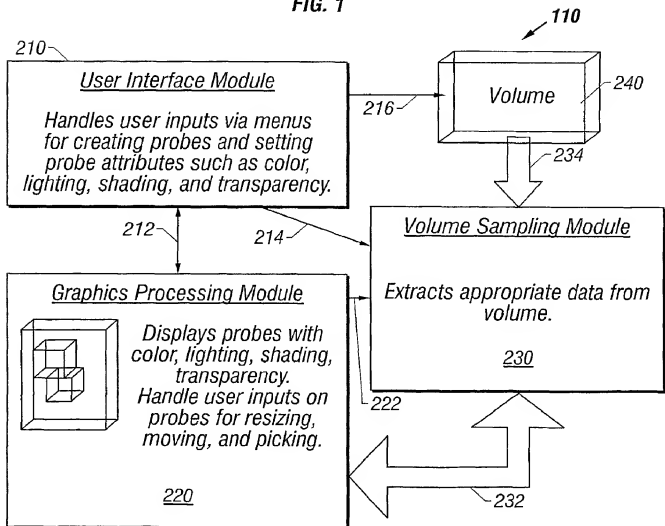 FIG. 1
110
210
User Interface Module
Handles user inputs via menus
for creating probes and setting
probe attributes such as color,
lighting, shading, and transparency.
216
Volume
240
234
212
214
Volume Sampling Module
Extracts appropriate data from
volume.
230
Graphics Processing Module
Displays probes with
color, lighting, shading,
transparency.
Handle user inputs on
probes for resizing,
moving, and picking.
220
222
232